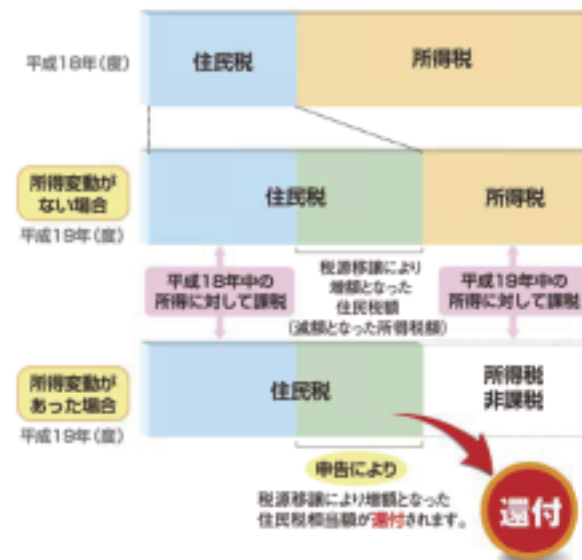 平成18年(度)
住民税
所得税
所得変動が
ない場合
平成19年(度)
住民税
所得税
平成18年中の
所得に対して課税
税源移譲により
増額となった
住民税額
(減額となった所得税額)
平成19年中の
所得に対して課税
所得変動が
あった場合
平成19年(度)
住民税
所得税
非課税
申告により
税源移譲により増額となった
住民税相当額が還付されます。
還付